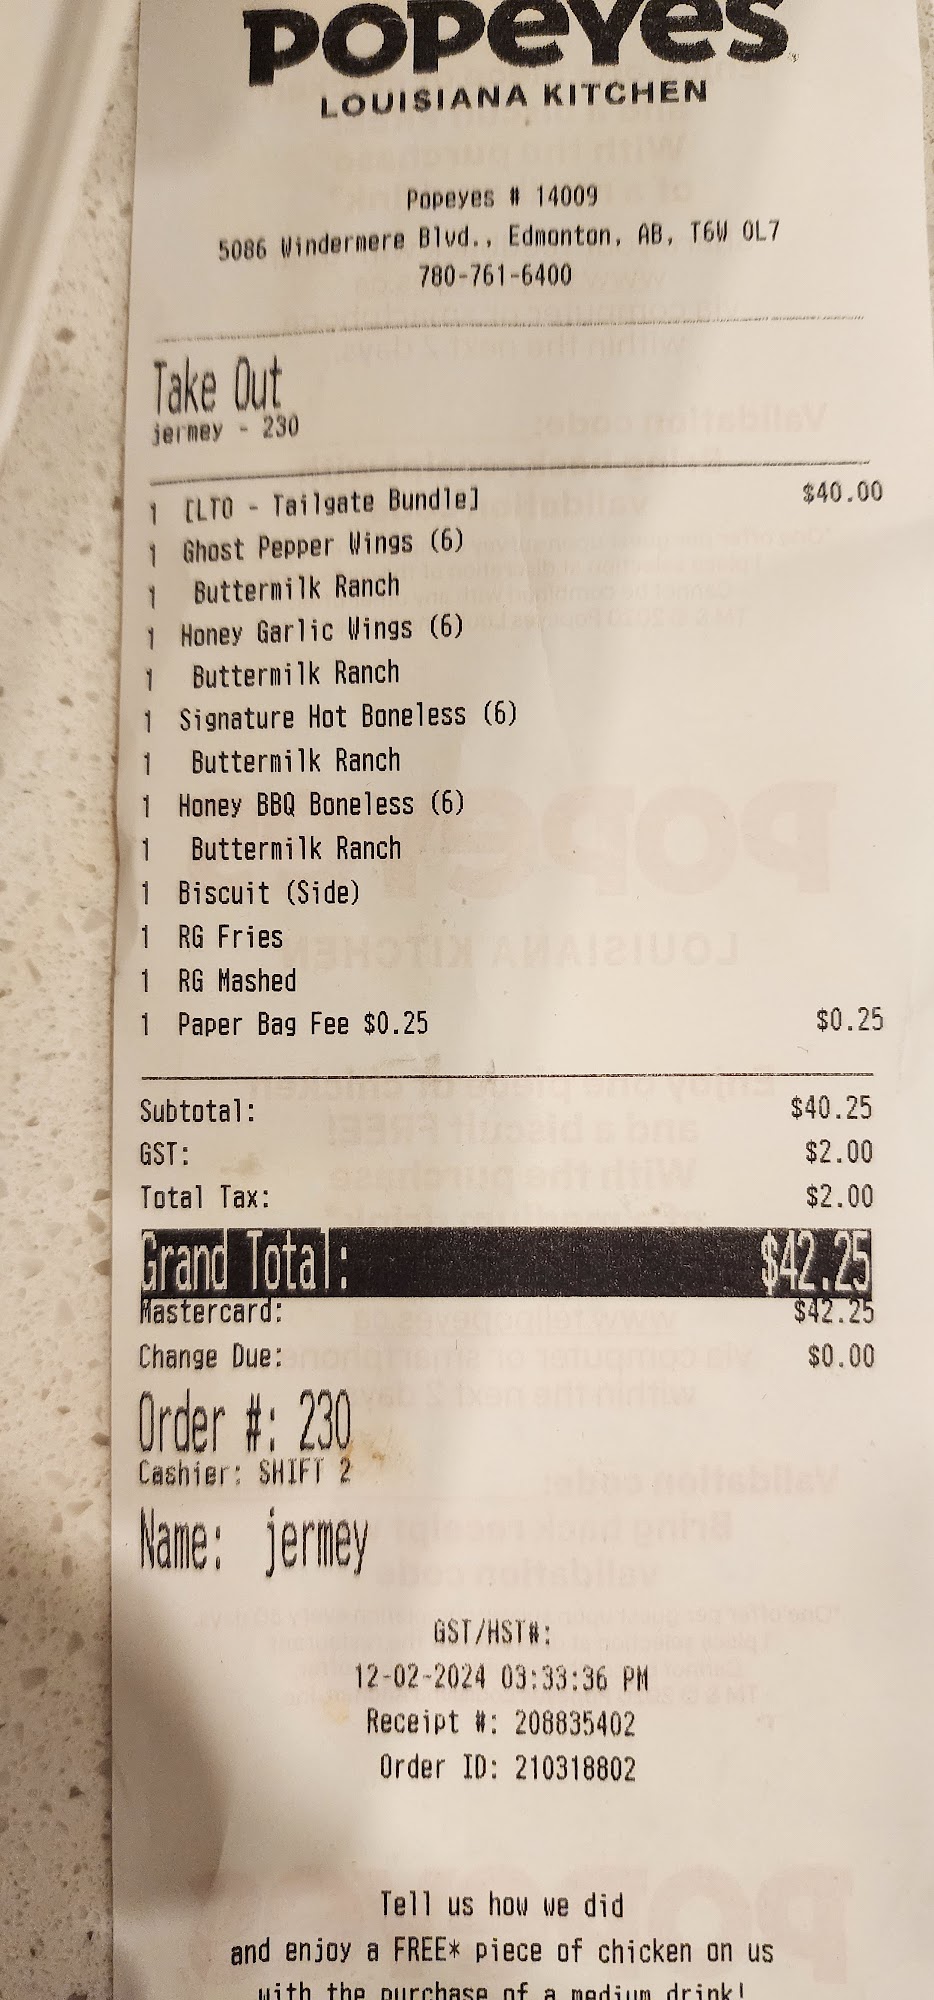 POPEYES
LOUISIANA KITCHEN
Popeyes # 14009
5086 Windermere Blvd., Edmonton, AB, T6W 0L7
780-761-6400
Take Out
jermey - 230
1 [LTO - Tailgate Bundle] $40.00
1 Ghost Pepper Wings (6)
1 Buttermilk Ranch
1 Honey Garlic Wings (6)
1 Buttermilk Ranch
1 Signature Hot Boneless (6)
1 Buttermilk Ranch
1 Honey BBQ Boneless (6)
1 Buttermilk Ranch
1 Biscuit (Side)
1 RG Fries
1 RG Mashed
1 Paper Bag Fee $0.25 $0.25
Subtotal: $40.25
GST: $2.00
Total Tax: $2.00
Grand Total: $42.25
Mastercard: $42.25
Change Due: $0.00
Order #: 230
Cashier: SHIFT 2
Name: jermey
GST/HST#:
12-02-2024 03:33:36 PM
Receipt #: 208835402
Order ID: 210318802
Tell us how we did
and enjoy a FREE* piece of chicken on us
with the purchase of a medium drink!